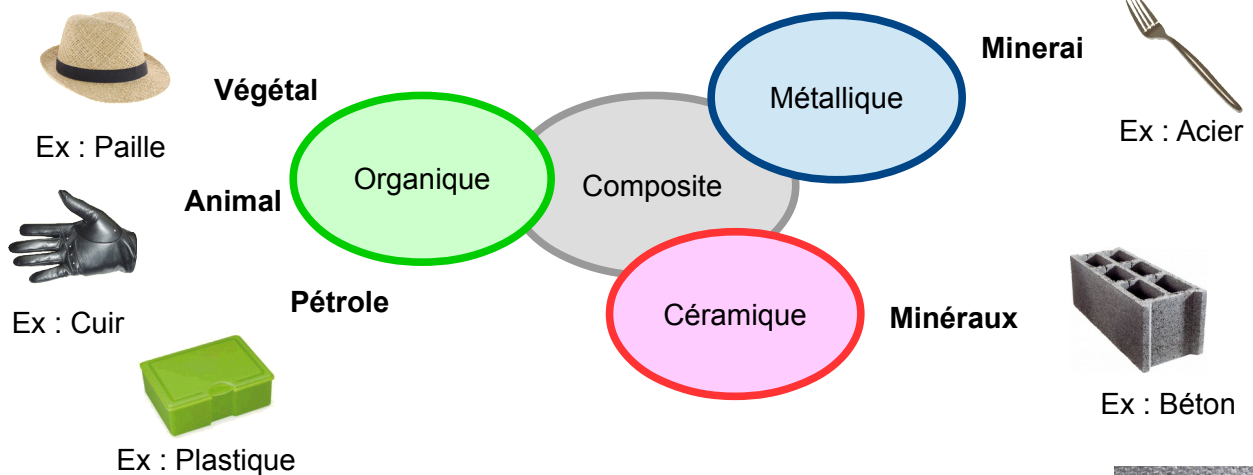 Végétal
Ex : Paille
Animal
Ex : Cuir
Pétrole
Ex : Plastique
Organique
Composite
Métallique
Céramique
Minerai
Ex : Acier
Minéraux
Ex : Béton